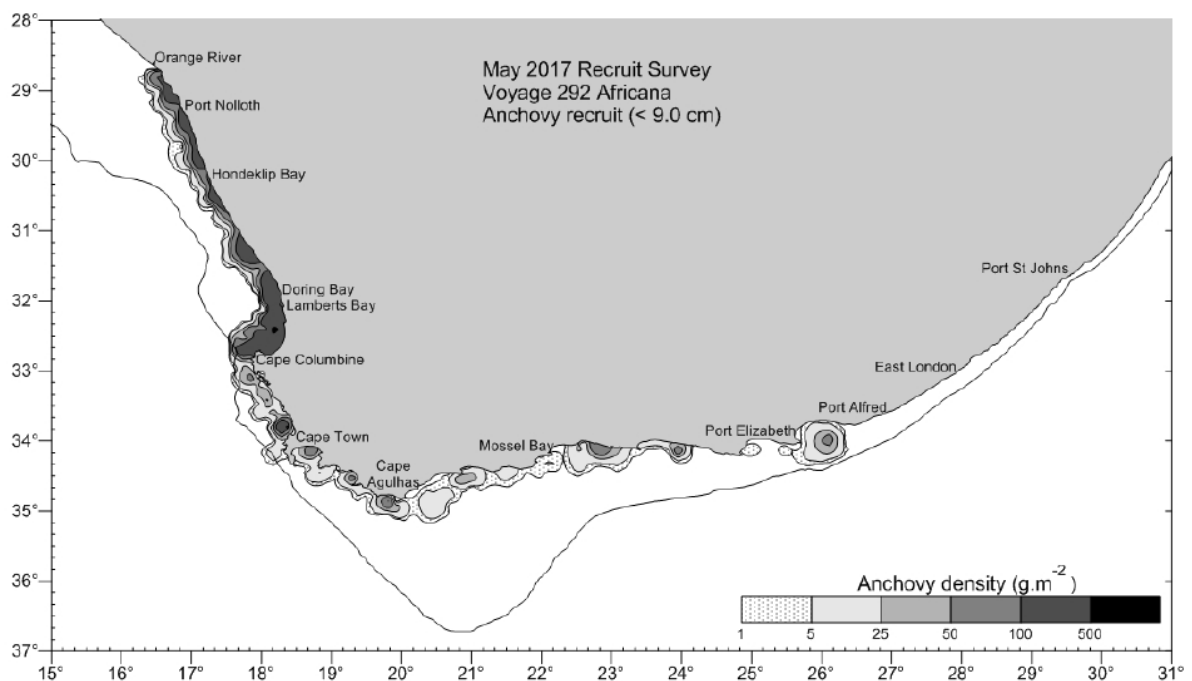 28°
29°
30°
31°
32°
33°
34°
35°
36°
37°
May 2017 Recruit Survey
Voyage 292 Africana
Anchovy recruit (< 9.0 cm)
Orange River
Port Nolloth
Hondeklip Bay
Doring Bay
Lamberts Bay
Cape Columbine
Cape Town
Cape
Agulhas
Mossel Bay
Port Elizabeth
Port Alfred
East London
Port St Johns
Anchovy density (g.m⁻²)
1 5 25 50 100 500
15° 16° 17° 18° 19° 20° 21° 22° 23° 24° 25° 26° 27° 28° 29° 30° 31°